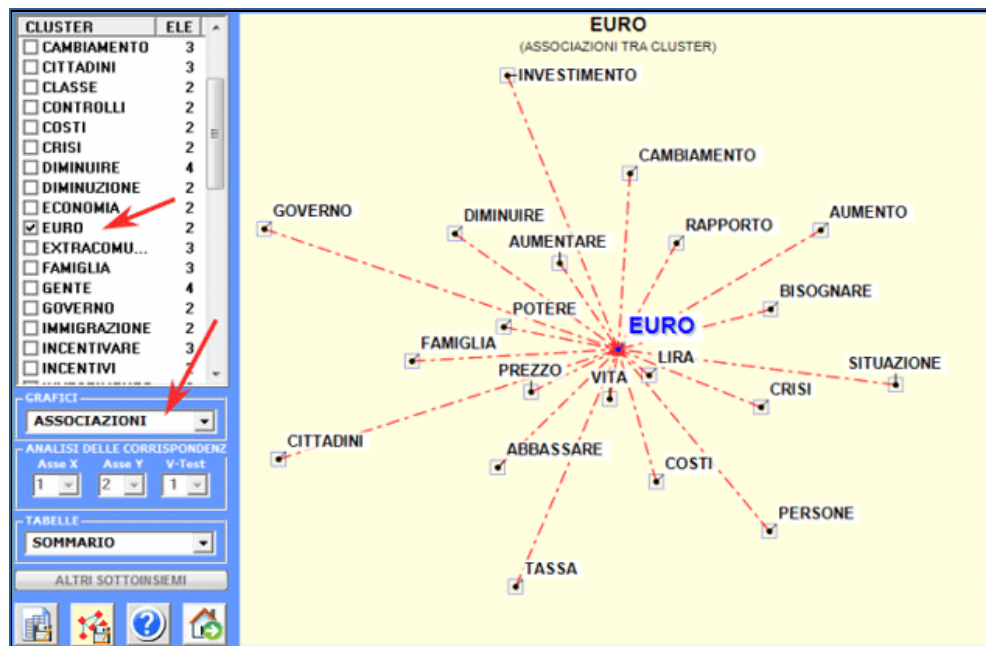 CLUSTER ELE
CAMBIAMENTO 3
CITTADINI 3
CLASSE 2
CONTROLLI 2
COSTI 2
CRISI 2
DIMINUIRE 4
DIMINUZIONE 2
ECONOMIA 2
EURO 2
EXTRACOMU... 3
FAMIGLIA 3
GENTE 4
GOVERNO 2
IMMIGRAZIONE 2
INCENTIVARE 3
INCENTIVI 2
GRAFICI
ASSOCIAZIONI
ANALISI DELLE CORRISPONDENZ
Asse X Asse Y V-Test
1 2 1
TABELLE
SOMMARIO
ALTRI SOTTOINSIEMI
EURO
(ASSOCIAZIONI TRA CLUSTER)
INVESTIMENTO
CAMBIAMENTO
GOVERNO
DIMINUIRE
AUMENTO
RAPPORTO
AUMENTARE
BISOGNARE
POTERE
EURO
FAMIGLIA
LIRA
SITUAZIONE
PREZZO
VITA
CRISI
CITTADINI
ABBASSARE
COSTI
PERSONE
TASSA